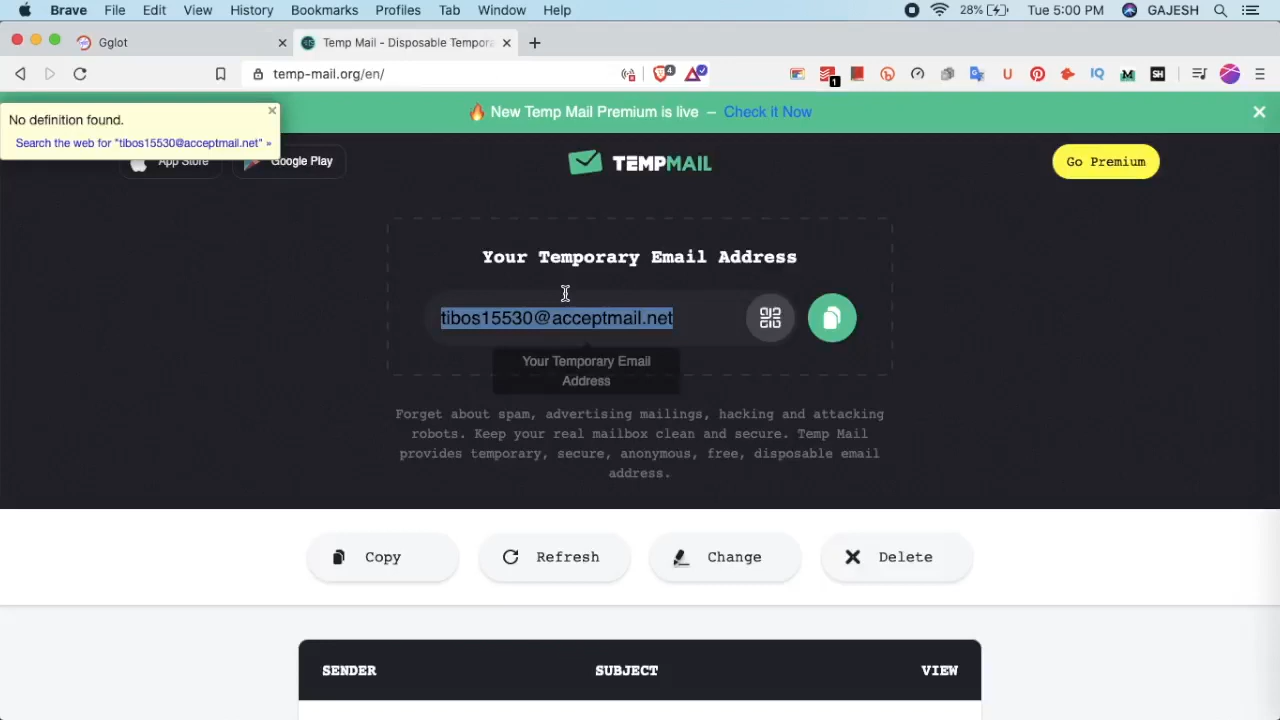 Brave File Edit View History Bookmarks Profiles Tab Window Help 28% Tue 5:00 PM GAJESH
Gglot Temp Mail - Disposable Tempora
temp-mail.org/en/ 4 1 U IQ M SH
No definition found.
Search the web for "tibos15530@acceptmail.net" »
🔥 New Temp Mail Premium is live – Check it Now
App Store Google Play TEMPMAIL Go Premium
Your Temporary Email Address
tibos15530@acceptmail.net
Your Temporary Email
Address
Forget about spam, advertising mailings, hacking and attacking
robots. Keep your real mailbox clean and secure. Temp Mail
provides temporary, secure, anonymous, free, disposable email
address.
Copy Refresh Change Delete
SENDER SUBJECT VIEW